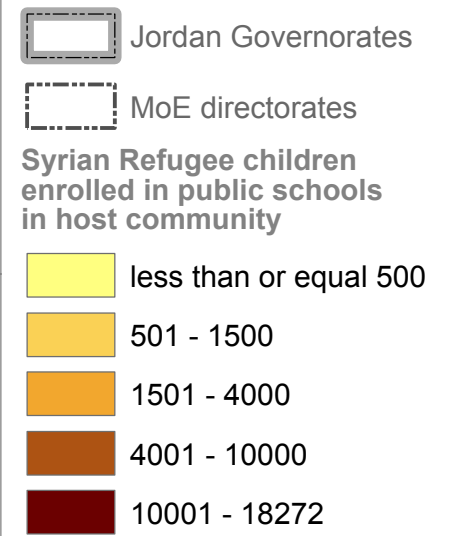 Jordan Governorates
MoE directorates
Syrian Refugee children
enrolled in public schools
in host community
less than or equal 500
501 - 1500
1501 - 4000
4001 - 10000
10001 - 18272